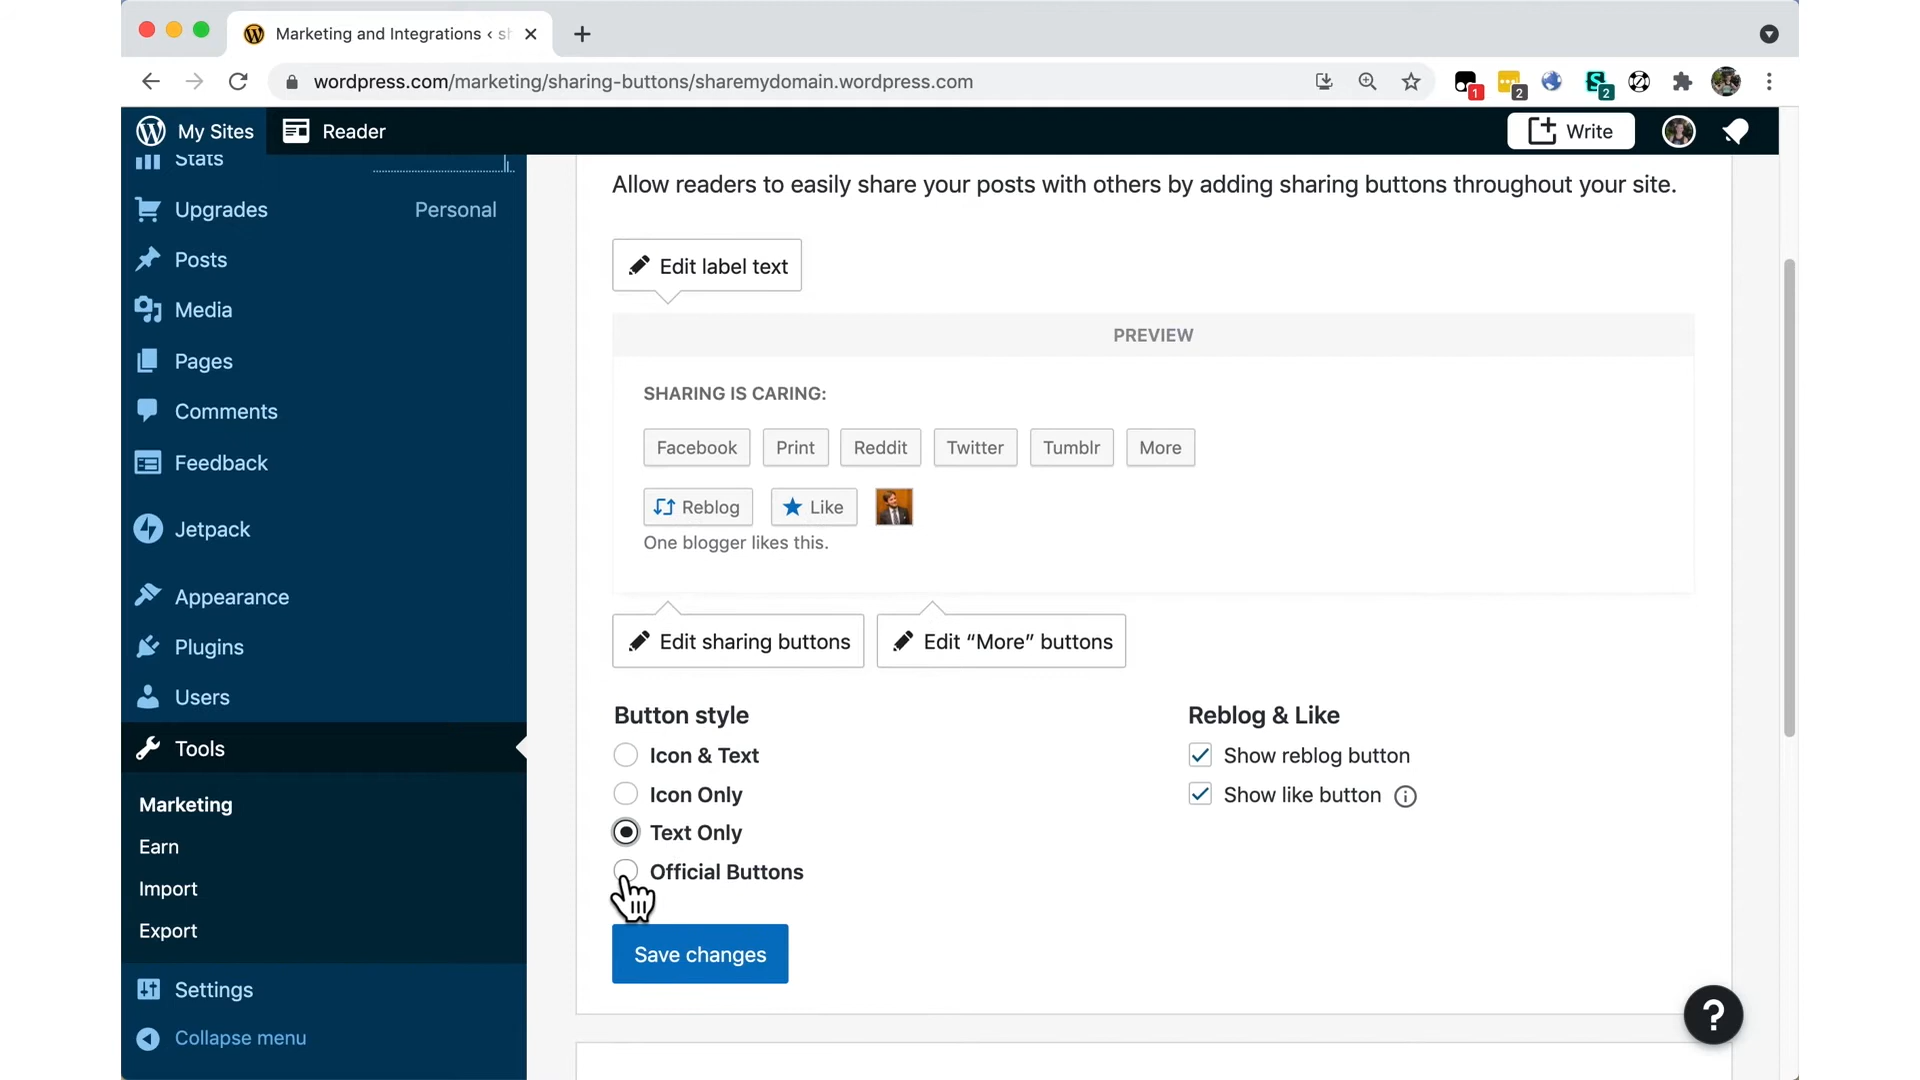 Marketing and Integrations ‹ sh
wordpress.com/marketing/sharing-buttons/sharemydomain.wordpress.com
1
2
2
My Sites
Reader
Write
Stats
Upgrades
Personal
Posts
Media
Pages
Comments
Feedback
Jetpack
Appearance
Plugins
Users
Tools
Marketing
Earn
Import
Export
Settings
Collapse menu
Allow readers to easily share your posts with others by adding sharing buttons throughout your site.
Edit label text
PREVIEW
SHARING IS CARING:
Facebook Print Reddit Twitter Tumblr More
Reblog Like
One blogger likes this.
Edit sharing buttons
Edit “More” buttons
Button style
Icon & Text
Icon Only
Text Only
Official Buttons
Reblog & Like
Show reblog button
Show like button
Save changes
?